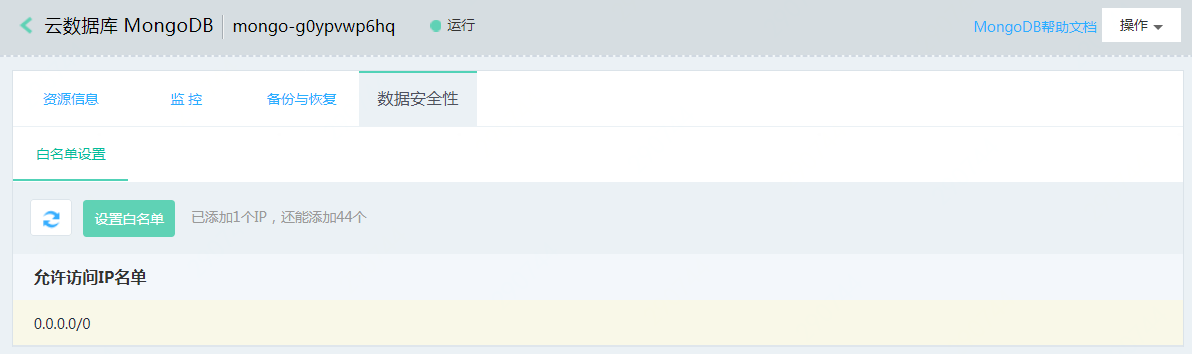 云数据库 MongoDB mongo-g0ypvwp6hq 运行 MongoDB帮助文档 操作
资源信息 监 控 备份与恢复 数据安全性
白名单设置
设置白名单 已添加1个IP，还能添加44个
允许访问IP名单
0.0.0.0/0